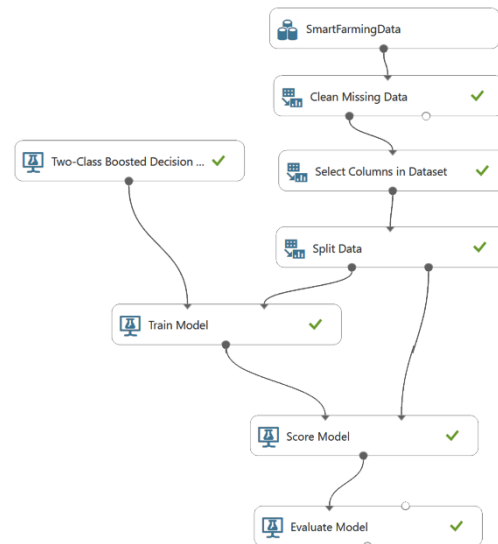 SmartFarmingData
Clean Missing Data
Two-Class Boosted Decision ...
Select Columns in Dataset
Split Data
Train Model
Score Model
Evaluate Model